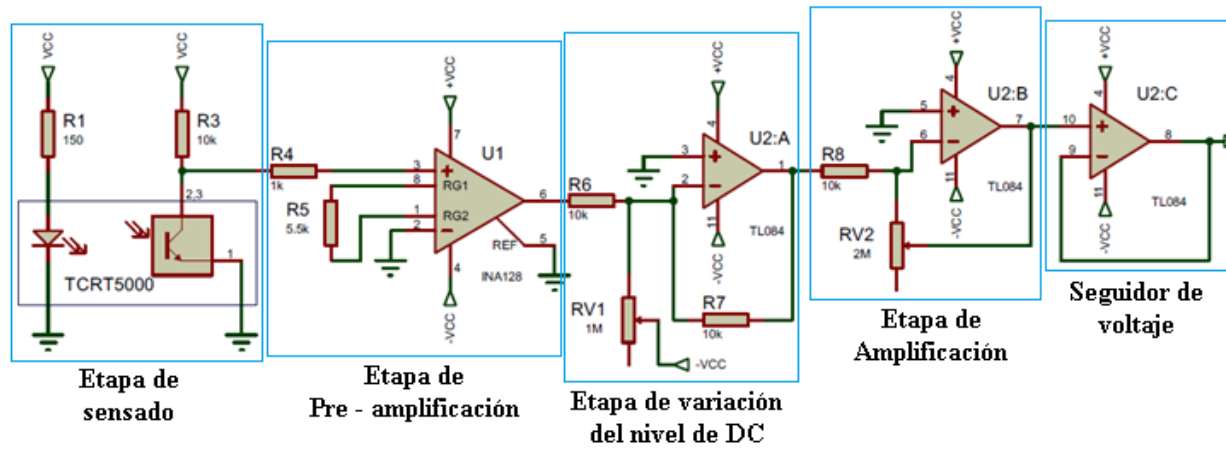 VCC
R1
150
VCC
R3
10k
2,3
1
TCRT5000
Etapa de
sensado
R4
1k
R5
5.5k
+VCC
7
U1
3
8
1
2
+
RG1
RG2
-
6
REF
5
4
INA128
-VCC
Etapa de
Pre - amplificación
R6
10k
RV1
1M
+VCC
4
U2:A
3
2
+
-
1
11
TL084
-VCC
R7
10k
-VCC
Etapa de variación
del nivel de DC
R8
10k
RV2
2M
+VCC
4
U2:B
5
6
+
-
7
11
TL084
-VCC
Etapa de
Amplificación
+VCC
4
U2:C
10
9
+
-
8
11
TL084
-VCC
Seguidor de
voltaje